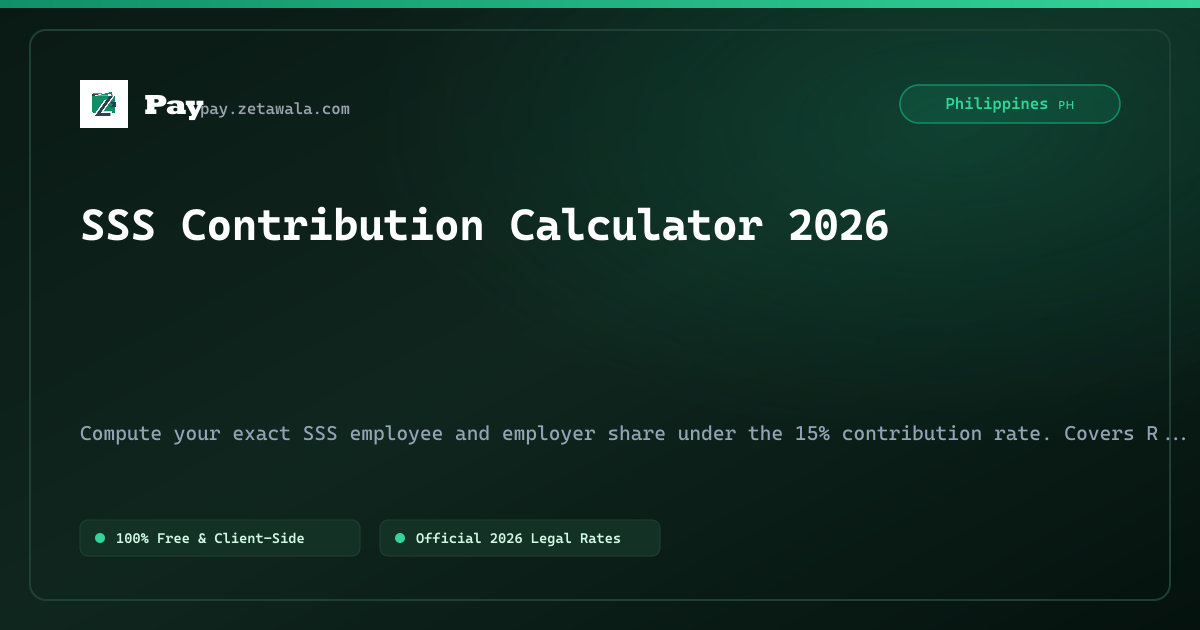 Pay pay.zetawala.com
Philippines PH
SSS Contribution Calculator 2026
Compute your exact SSS employee and employer share under the 15% contribution rate. Covers R...
100% Free & Client-Side
Official 2026 Legal Rates